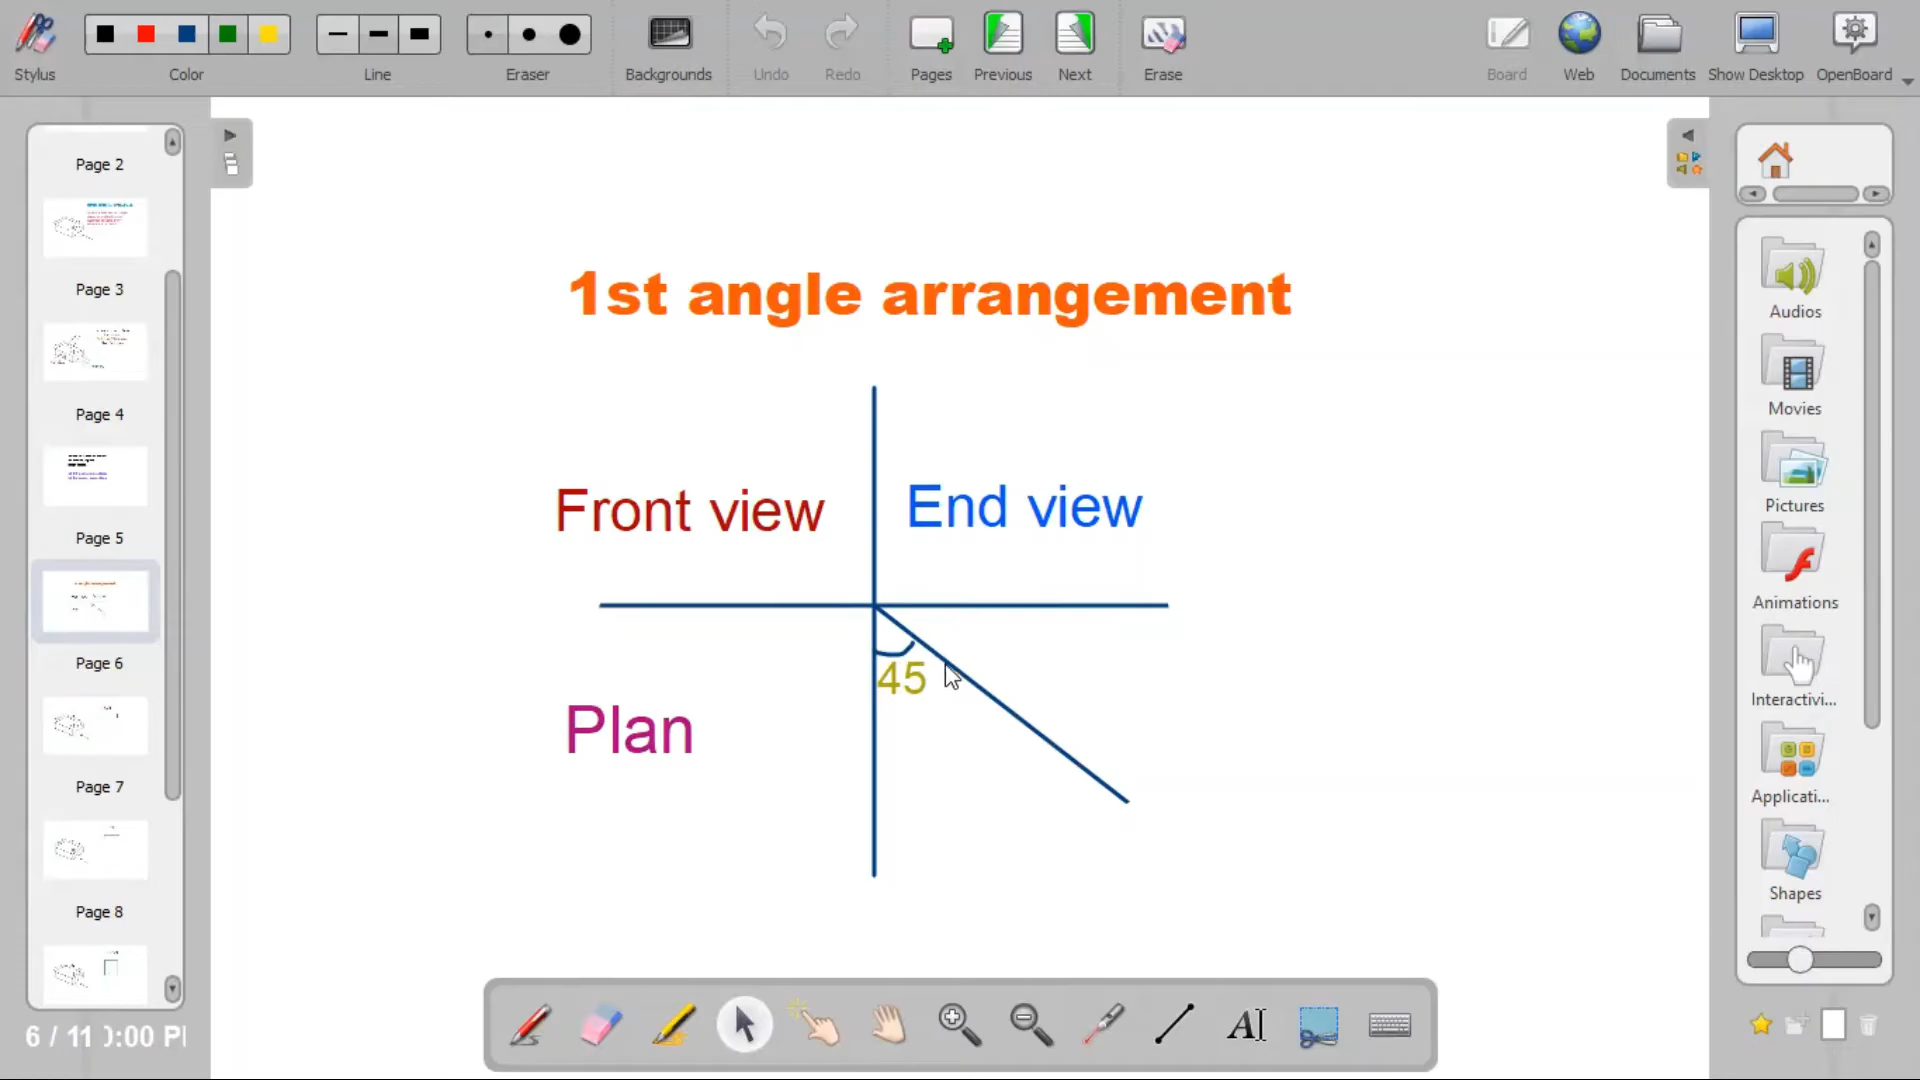 Stylus
Color
Line
Eraser
Backgrounds
Undo
Redo
Pages
Previous
Next
Erase
Board
Web
Documents
Show Desktop
OpenBoard
Page 2
Page 3
Page 4
Page 5
Page 6
Page 7
Page 8
6 / 11
1st angle arrangement
Front view
End view
45
Plan
Audios
Movies
Pictures
Animations
Interactivi...
Applicati...
Shapes